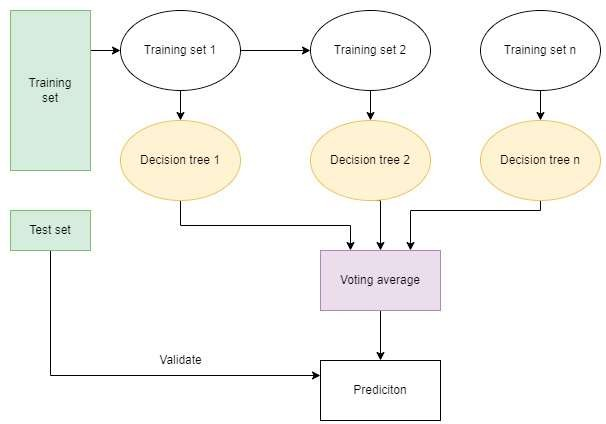 Training set 1
Training set 2
Training set n
Training
set
Decision tree 1
Decision tree 2
Decision tree n
Test set
Voting average
Validate
Prediciton